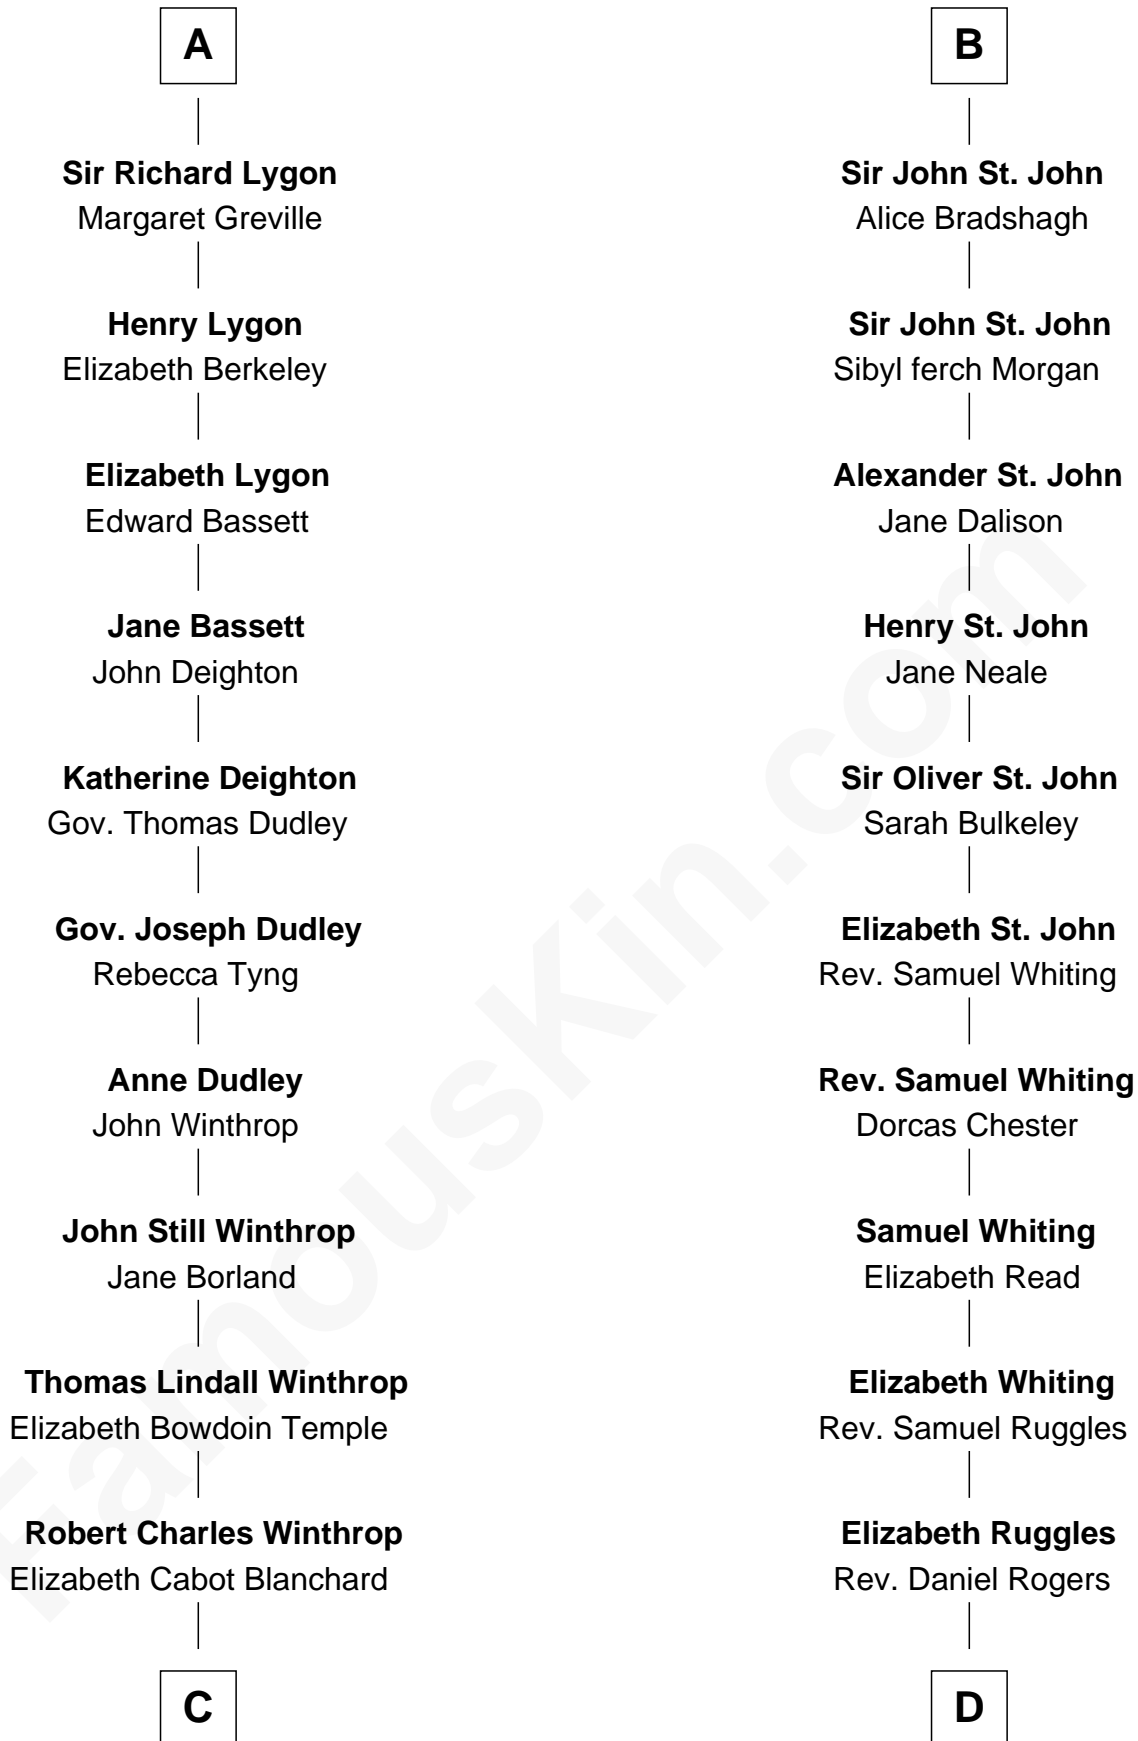 A
Sir Richard Lygon
Margaret Greville
Henry Lygon
Elizabeth Berkeley
Elizabeth Lygon
Edward Bassett
Jane Bassett
John Deighton
Katherine Deighton
Gov. Thomas Dudley
Gov. Joseph Dudley
Rebecca Tyng
Anne Dudley
John Winthrop
John Still Winthrop
Jane Borland
Thomas Lindall Winthrop
Elizabeth Bowdoin Temple
Robert Charles Winthrop
Elizabeth Cabot Blanchard
C
B
Sir John St. John
Alice Bradshagh
Sir John St. John
Sibyl ferch Morgan
Alexander St. John
Jane Dalison
Henry St. John
Jane Neale
Sir Oliver St. John
Sarah Bulkeley
Elizabeth St. John
Rev. Samuel Whiting
Rev. Samuel Whiting
Dorcas Chester
Samuel Whiting
Elizabeth Read
Elizabeth Whiting
Rev. Samuel Ruggles
Elizabeth Ruggles
Rev. Daniel Rogers
D
FamousKin.com